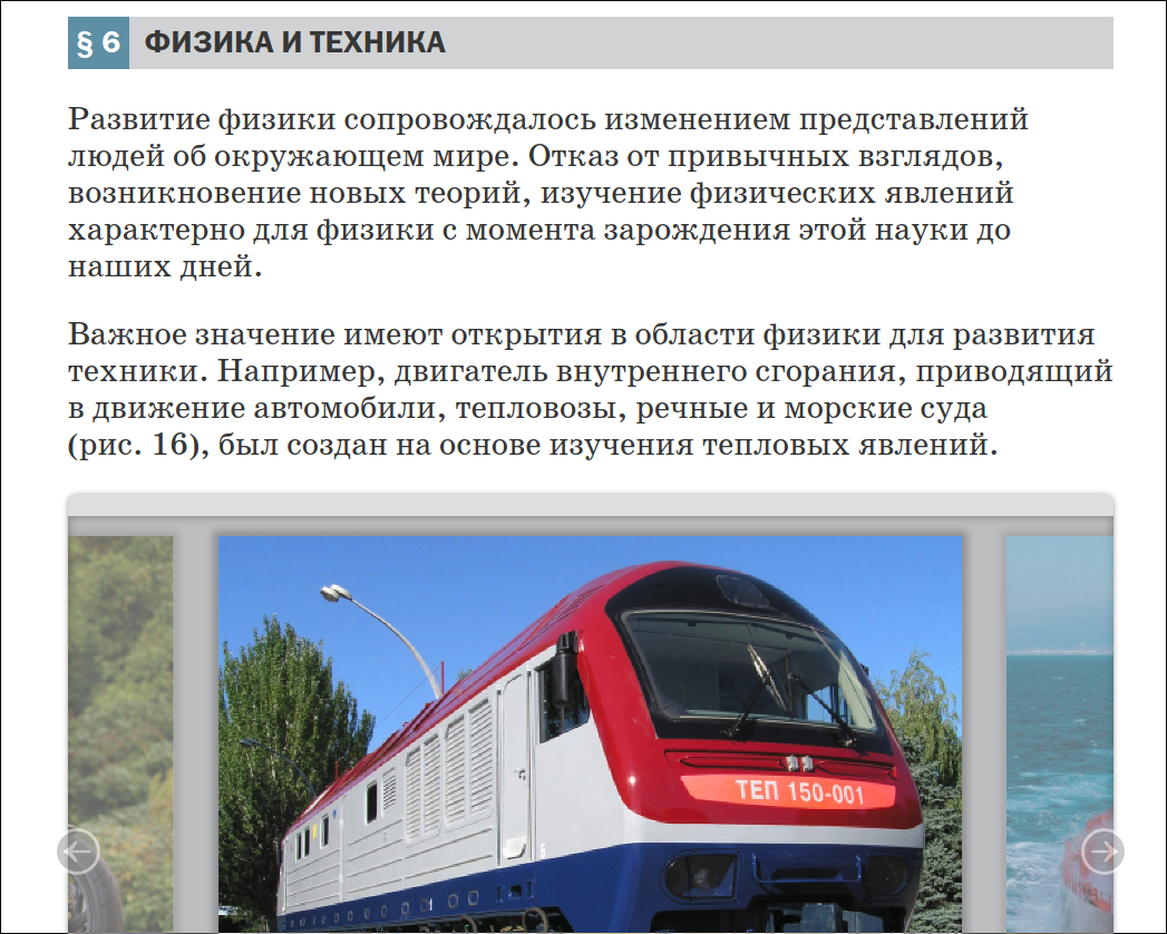 § 6 ФИЗИКА И ТЕХНИКА
Развитие физики сопровождалось изменением представлений
людей об окружающем мире. Отказ от привычных взглядов,
возникновение новых теорий, изучение физических явлений
характерно для физики с момента зарождения этой науки до
наших дней.
Важное значение имеют открытия в области физики для развития
техники. Например, двигатель внутреннего сгорания, приводящий
в движение автомобили, тепловозы, речные и морские суда
(рис. 16), был создан на основе изучения тепловых явлений.
ТЕП 150-001